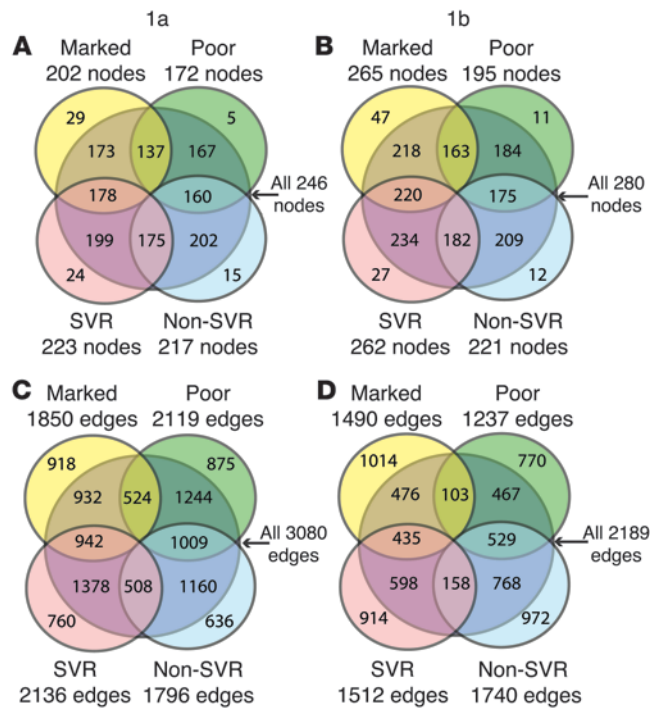 1a
1b
A
Marked
202 nodes
Poor
172 nodes
29
5
173
137
167
178
160
All 246
nodes
199
175
202
24
15
SVR
223 nodes
Non-SVR
217 nodes
B
Marked
265 nodes
Poor
195 nodes
47
11
218
163
184
220
175
All 280
nodes
234
182
209
27
12
SVR
262 nodes
Non-SVR
221 nodes
C
Marked
1850 edges
Poor
2119 edges
918
875
932
524
1244
942
1009
All 3080
edges
1378
508
1160
760
636
SVR
2136 edges
Non-SVR
1796 edges
D
Marked
1490 edges
Poor
1237 edges
1014
770
476
103
467
435
529
All 2189
edges
598
158
768
914
972
SVR
1512 edges
Non-SVR
1740 edges